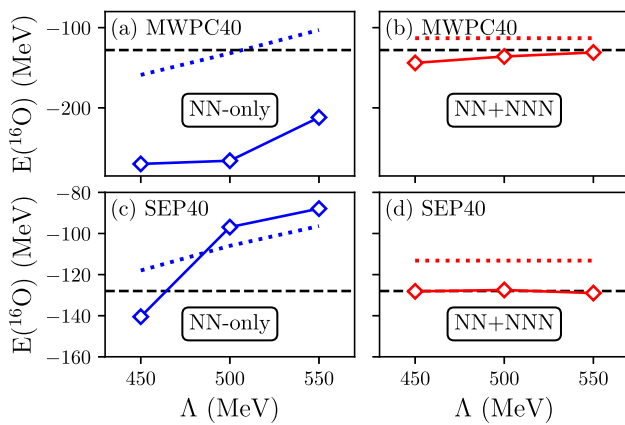 (a) MWPC40
(b) MWPC40
E(¹⁶O) (MeV)
−100
−200
NN-only
NN+NNN
(c) SEP40
(d) SEP40
E(¹⁶O) (MeV)
−80
−100
−120
−140
−160
NN-only
NN+NNN
450 500 550
450 500 550
Λ (MeV)
Λ (MeV)